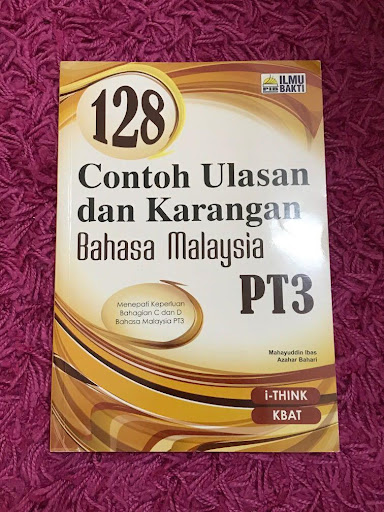 128
PIB
ILMU
BAKTI
Contoh Ulasan
dan Karangan
Bahasa Malaysia
PT3
Menepati Keperluan
Bahagian C dan D
Bahasa Malaysia PT3
Mahayuddin Ibas
Azahar Bahari
i-THINK
KBAT